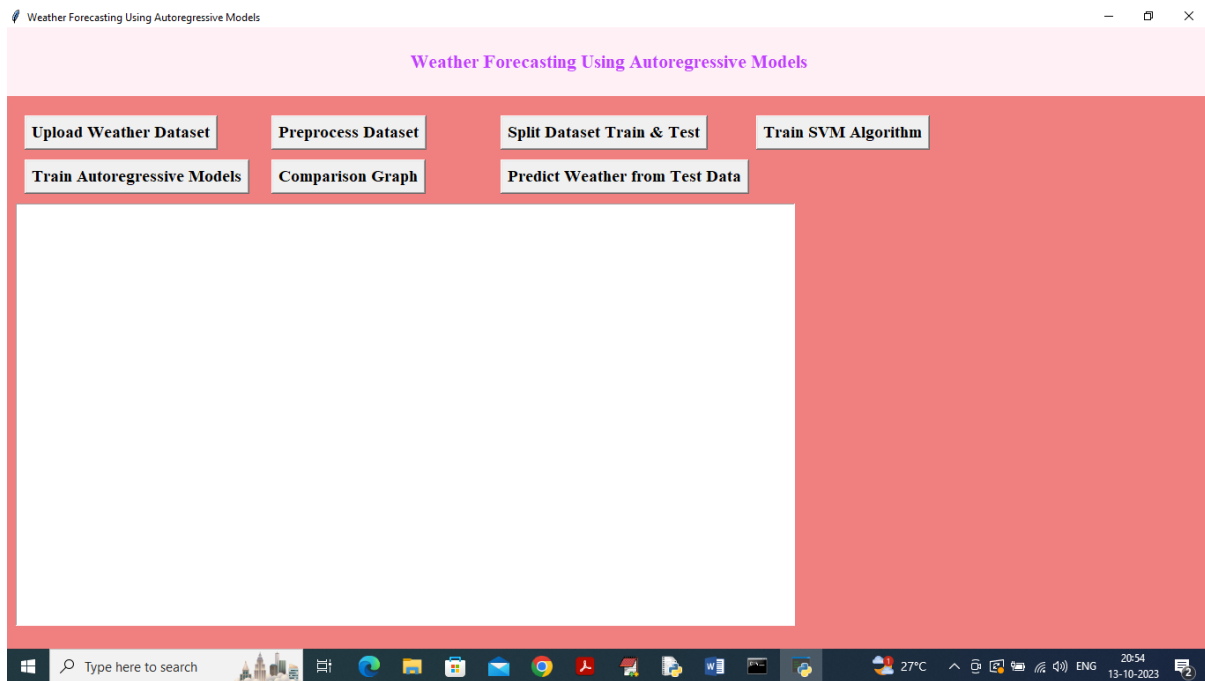 Weather Forecasting Using Autoregressive Models
Weather Forecasting Using Autoregressive Models
Upload Weather Dataset Preprocess Dataset Split Dataset Train & Test Train SVM Algorithm
Train Autoregressive Models Comparison Graph Predict Weather from Test Data
Type here to search 27°C ENG 20:54
13-10-2023 2